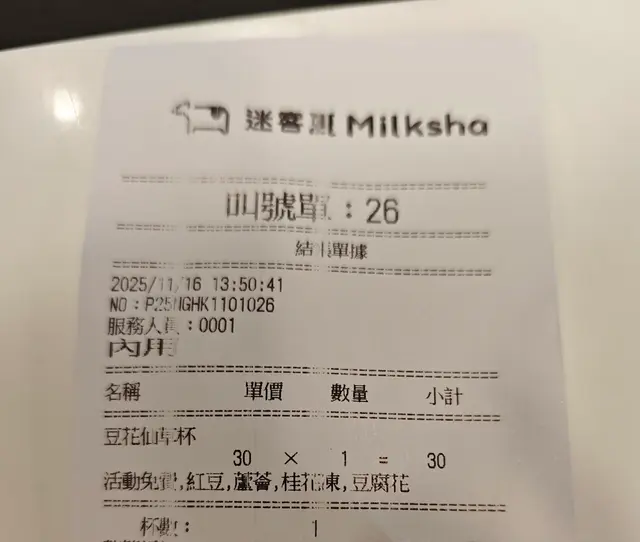 迷客夏 Milksha
叫號單：26
結帳單據
2025/11/16 13:50:41
NO：P25NGHK1101026
服務人員：0001
內用
名稱 單價 數量 小計
豆花仙草杯
30 × 1 = 30
活動免費,紅豆,蘆薈,桂花凍,豆腐花
杯數： 1